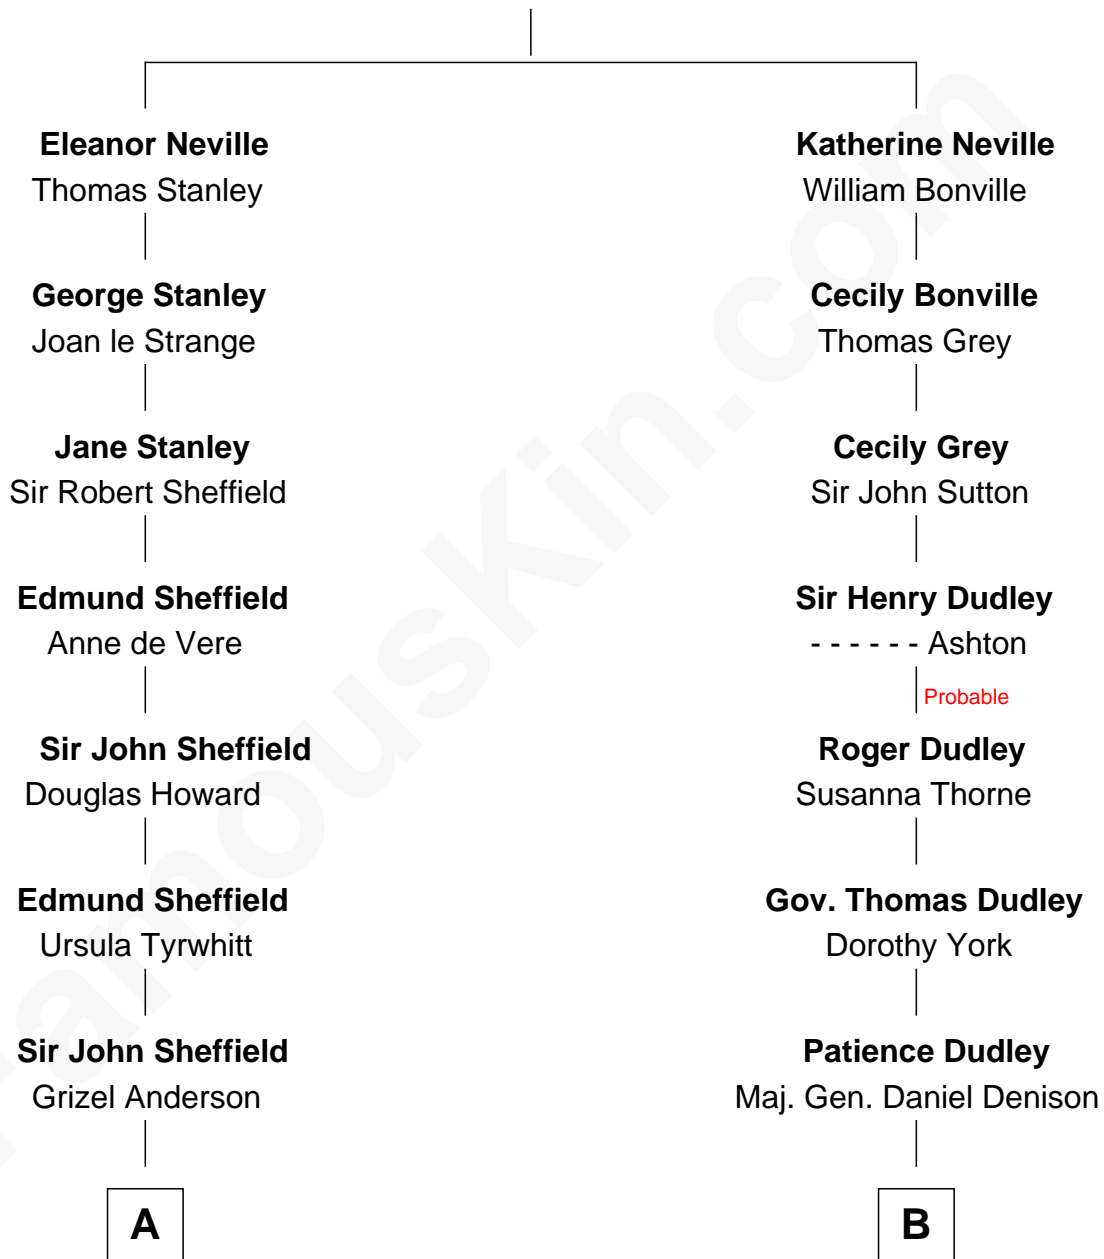 Eleanor Neville
Thomas Stanley
George Stanley
Joan le Strange
Jane Stanley
Sir Robert Sheffield
Edmund Sheffield
Anne de Vere
Sir John Sheffield
Douglas Howard
Edmund Sheffield
Ursula Tyrwhitt
Sir John Sheffield
Grizel Anderson
A
Katherine Neville
William Bonville
Cecily Bonville
Thomas Grey
Cecily Grey
Sir John Sutton
Sir Henry Dudley
- - - - - - Ashton
Probable
Roger Dudley
Susanna Thorne
Gov. Thomas Dudley
Dorothy York
Patience Dudley
Maj. Gen. Daniel Denison
B
FamousKin.com